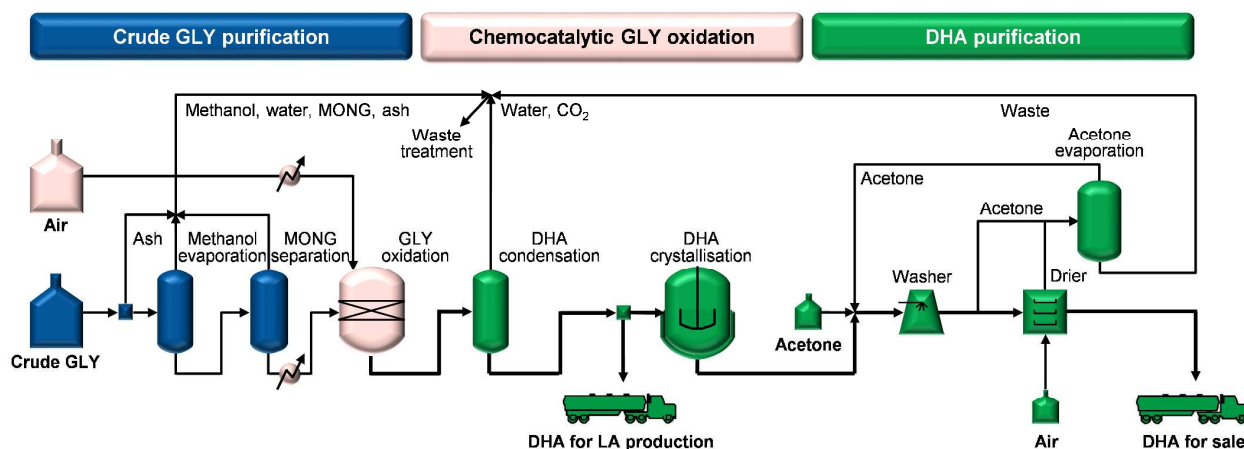 Crude GLY purification
Chemocatalytic GLY oxidation
DHA purification
Methanol, water, MONG, ash
Water, CO₂
Waste
Waste
treatment
Acetone
evaporation
Acetone
Air
Acetone
Ash
Methanol
evaporation
MONG
separation
GLY
oxidation
DHA
condensation
DHA
crystallisation
Washer
Drier
Crude GLY
Acetone
DHA for LA production
Air
DHA for sale